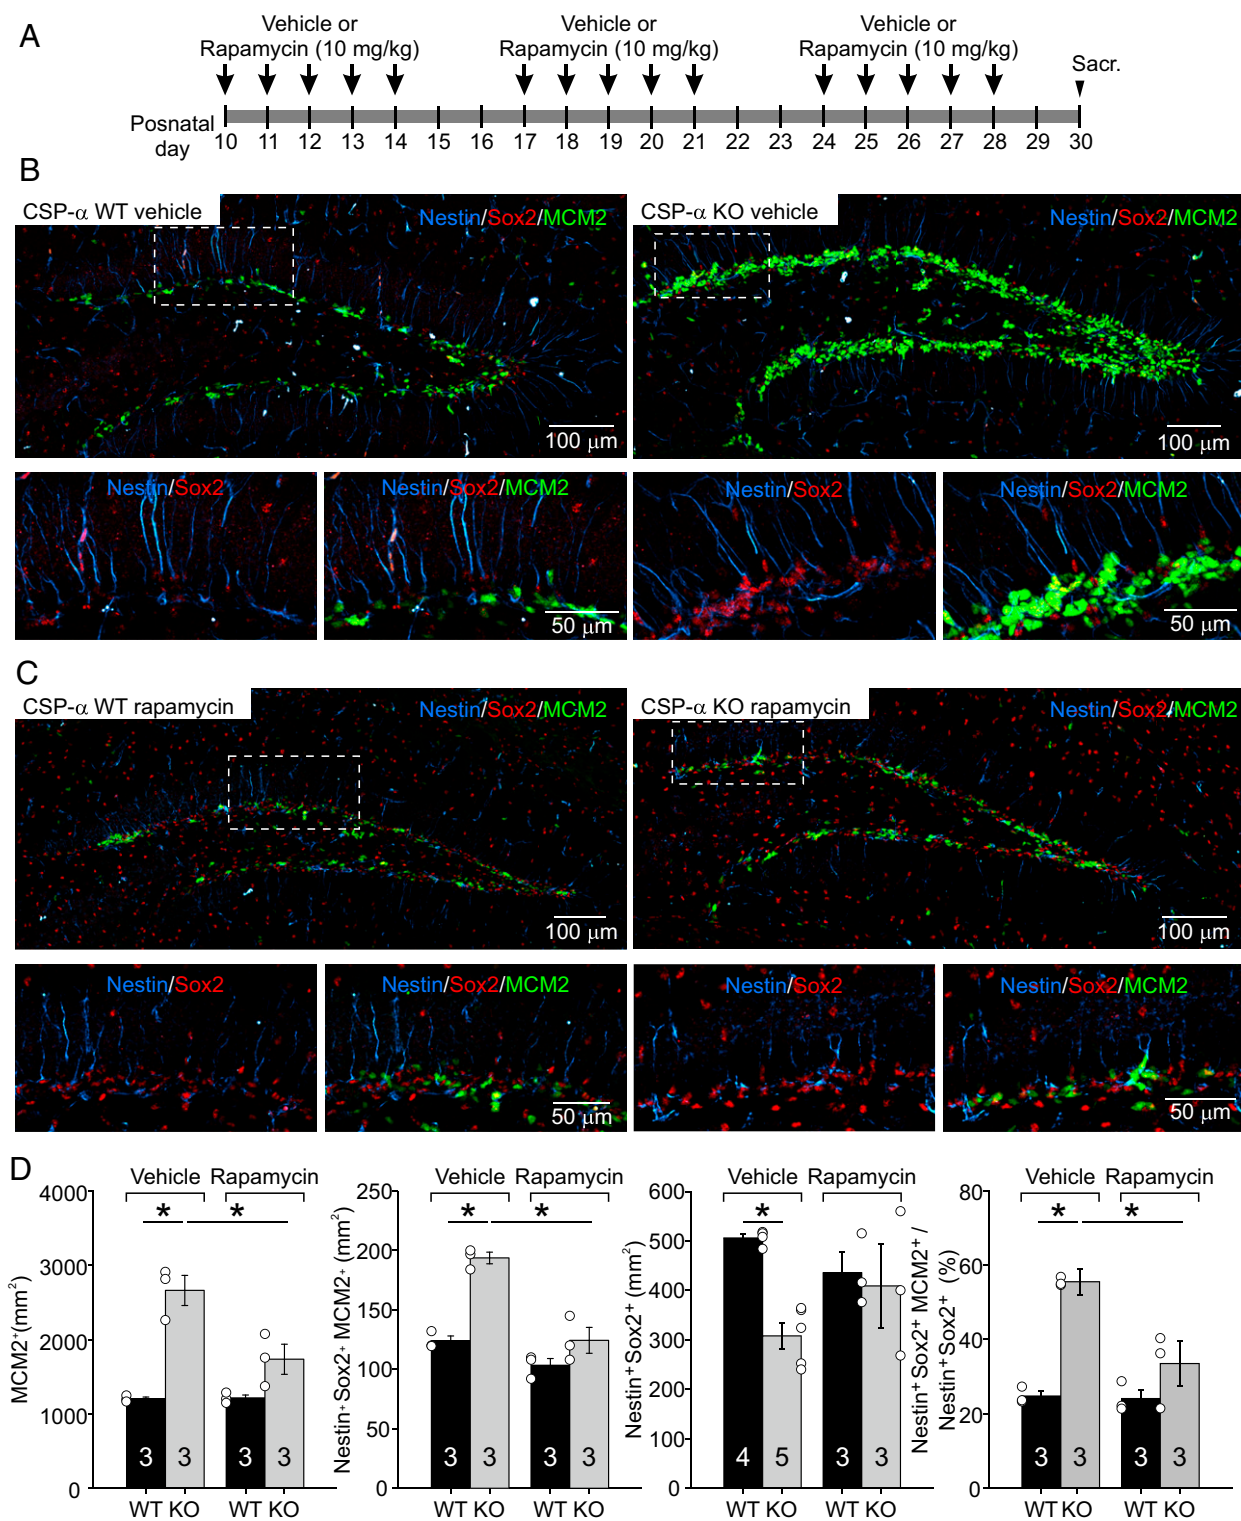 A
Vehicle or
Rapamycin (10 mg/kg)
Vehicle or
Rapamycin (10 mg/kg)
Vehicle or
Rapamycin (10 mg/kg)
Sacr.
Posnatal
day
10 11 12 13 14 15 16 17 18 19 20 21 22 23 24 25 26 27 28 29 30
B
CSP-α WT vehicle
Nestin/Sox2/MCM2
100 μm
CSP-α KO vehicle
Nestin/Sox2/MCM2
100 μm
Nestin/Sox2
Nestin/Sox2/MCM2
50 μm
Nestin/Sox2
Nestin/Sox2/MCM2
50 μm
C
CSP-α WT rapamycin
Nestin/Sox2/MCM2
100 μm
CSP-α KO rapamycin
Nestin/Sox2/MCM2
100 μm
Nestin/Sox2
Nestin/Sox2/MCM2
50 μm
Nestin/Sox2
Nestin/Sox2/MCM2
50 μm
D
MCM2⁺(mm²)
4000
3000
2000
1000
0
Vehicle Rapamycin
* *
3 3 3 3
WT KO WT KO
Nestin⁺ Sox2⁺ MCM2⁺ (mm²)
250
200
150
100
50
0
Vehicle Rapamycin
* *
3 3 3 3
WT KO WT KO
Nestin⁺Sox2⁺ (mm²)
600
500
400
300
200
100
0
Vehicle Rapamycin
*
4 5 3 3
WT KO WT KO
Nestin⁺Sox2⁺ MCM2⁺ /
Nestin⁺Sox2⁺ (%)
80
60
40
20
0
Vehicle Rapamycin
* *
3 3 3 3
WT KO WT KO